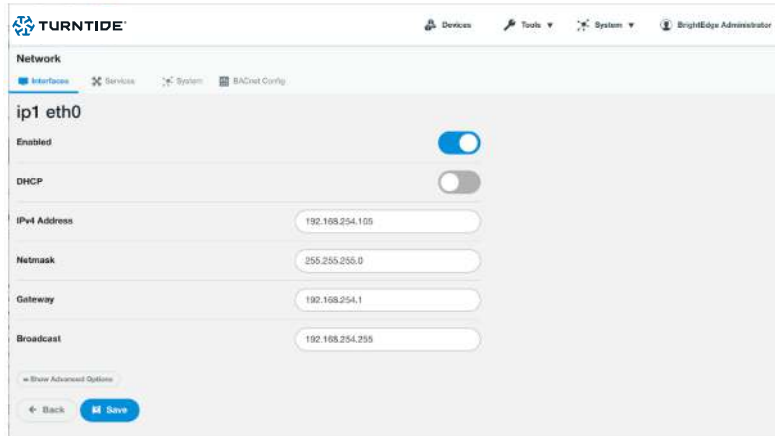 TURNTIDE
Devices
Tools
System
BrightEdge Administrator
Network
Interfaces
Services
System
BACnet Config
ip1 eth0
Enabled
DHCP
IPv4 Address
192.168.254.105
Netmask
255.255.255.0
Gateway
192.168.254.1
Broadcast
192.168.254.255
Show Advanced Options
Back
Save